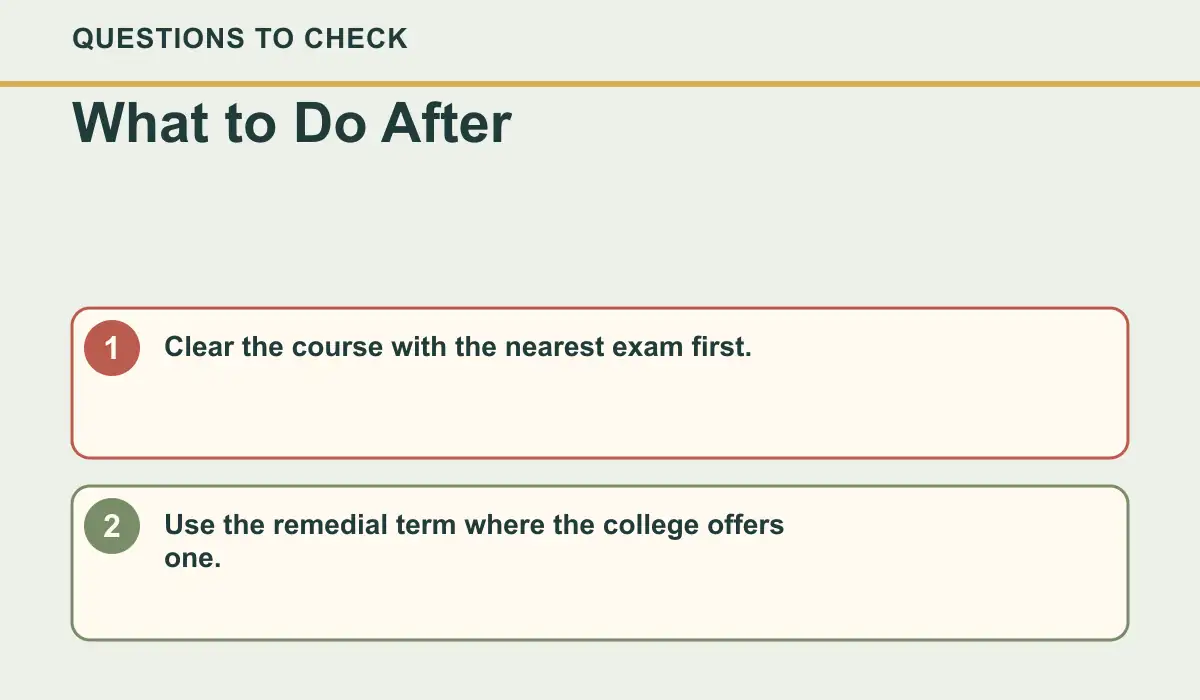 QUESTIONS TO CHECK
What to Do After
1
Clear the course with the nearest exam first.
2
Use the remedial term where the college offers
one.